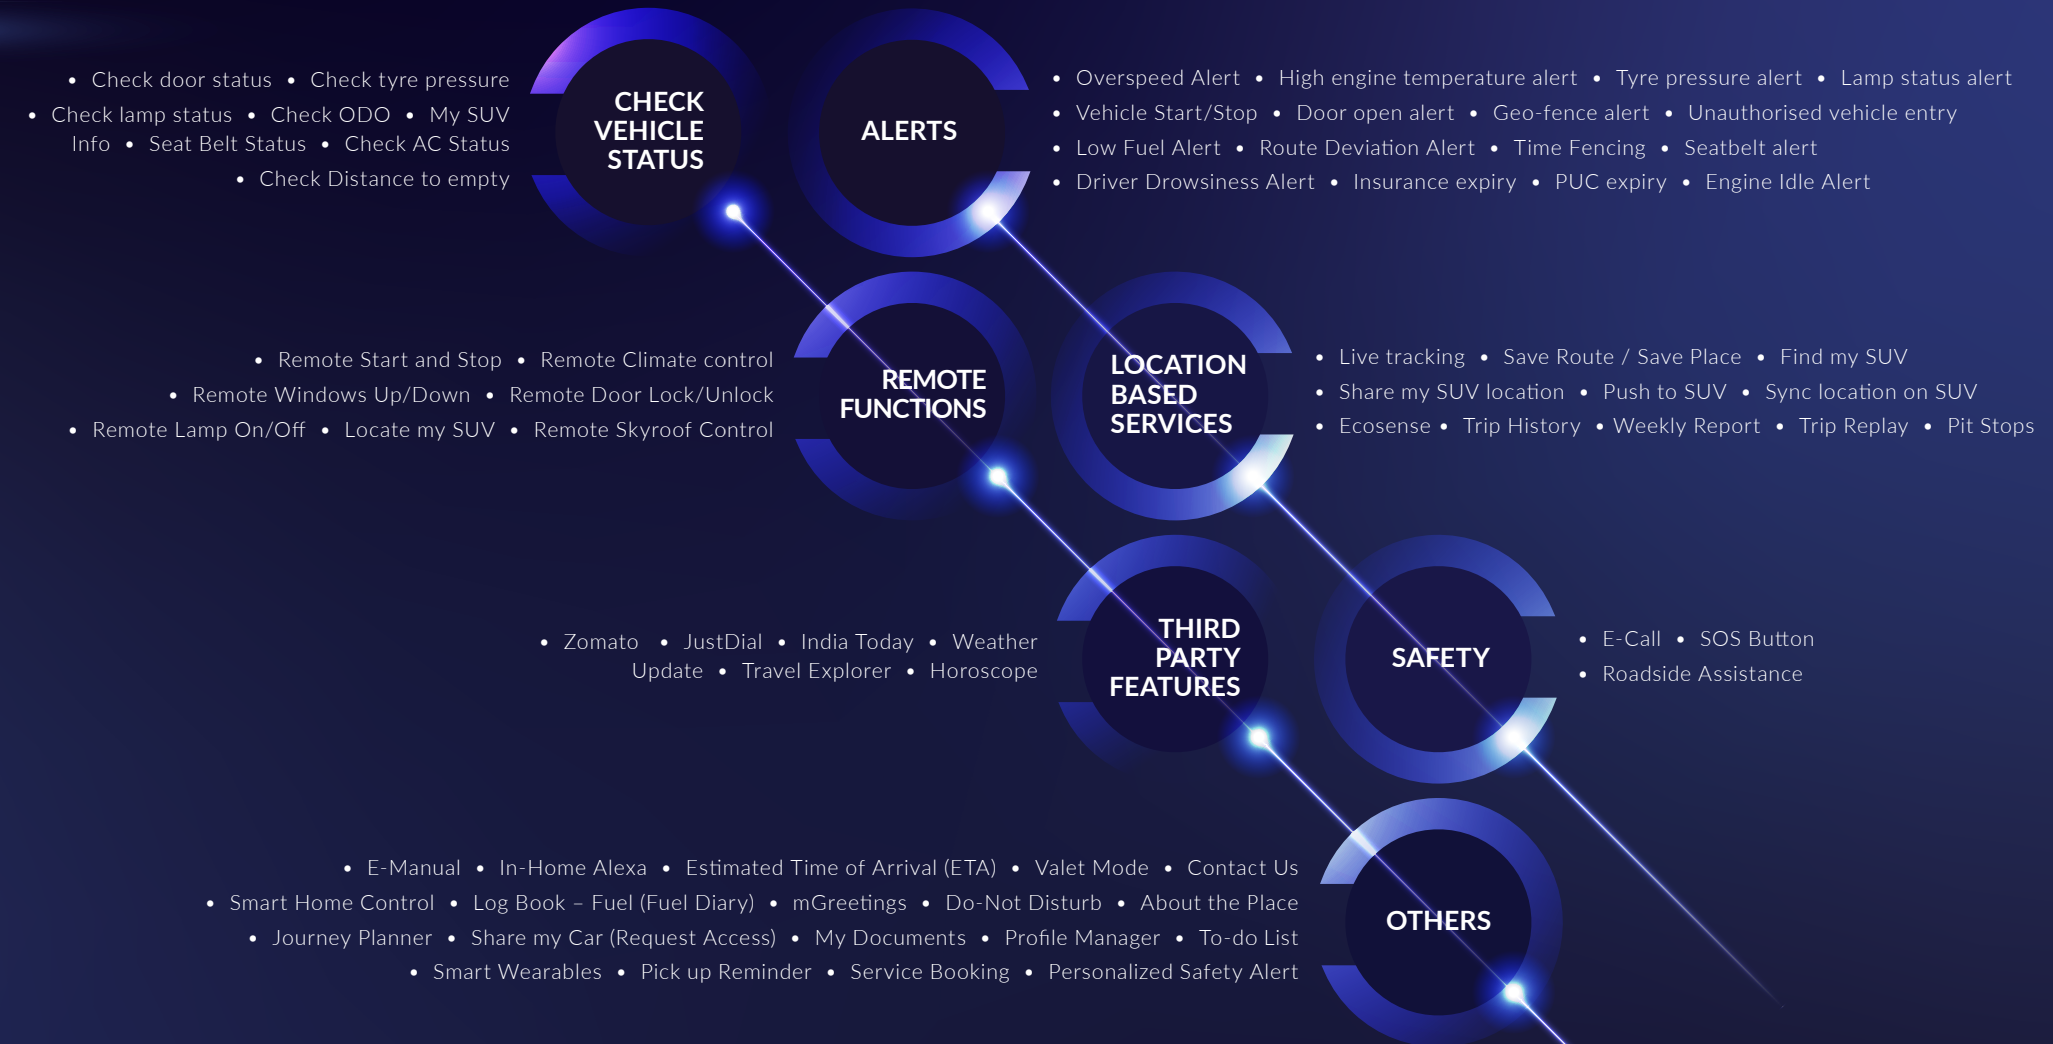 • Check door status • Check tyre pressure
• Check lamp status • Check ODO • My SUV
Info • Seat Belt Status • Check AC Status
• Check Distance to empty
CHECK
VEHICLE
STATUS
ALERTS
• Overspeed Alert • High engine temperature alert • Tyre pressure alert • Lamp status alert
• Vehicle Start/Stop • Door open alert • Geo-fence alert • Unauthorised vehicle entry
• Low Fuel Alert • Route Deviation Alert • Time Fencing • Seatbelt alert
• Driver Drowsiness Alert • Insurance expiry • PUC expiry • Engine Idle Alert
• Remote Start and Stop • Remote Climate control
• Remote Windows Up/Down • Remote Door Lock/Unlock
• Remote Lamp On/Off • Locate my SUV • Remote Skyroof Control
REMOTE
FUNCTIONS
LOCATION
BASED
SERVICES
• Live tracking • Save Route / Save Place • Find my SUV
• Share my SUV location • Push to SUV • Sync location on SUV
• Ecosense • Trip History • Weekly Report • Trip Replay • Pit Stops
• Zomato • JustDial • India Today • Weather
Update • Travel Explorer • Horoscope
THIRD
PARTY
FEATURES
SAFETY
• E-Call • SOS Button
• Roadside Assistance
• E-Manual • In-Home Alexa • Estimated Time of Arrival (ETA) • Valet Mode • Contact Us
• Smart Home Control • Log Book – Fuel (Fuel Diary) • mGreetings • Do-Not Disturb • About the Place
• Journey Planner • Share my Car (Request Access) • My Documents • Profile Manager • To-do List
• Smart Wearables • Pick up Reminder • Service Booking • Personalized Safety Alert
OTHERS